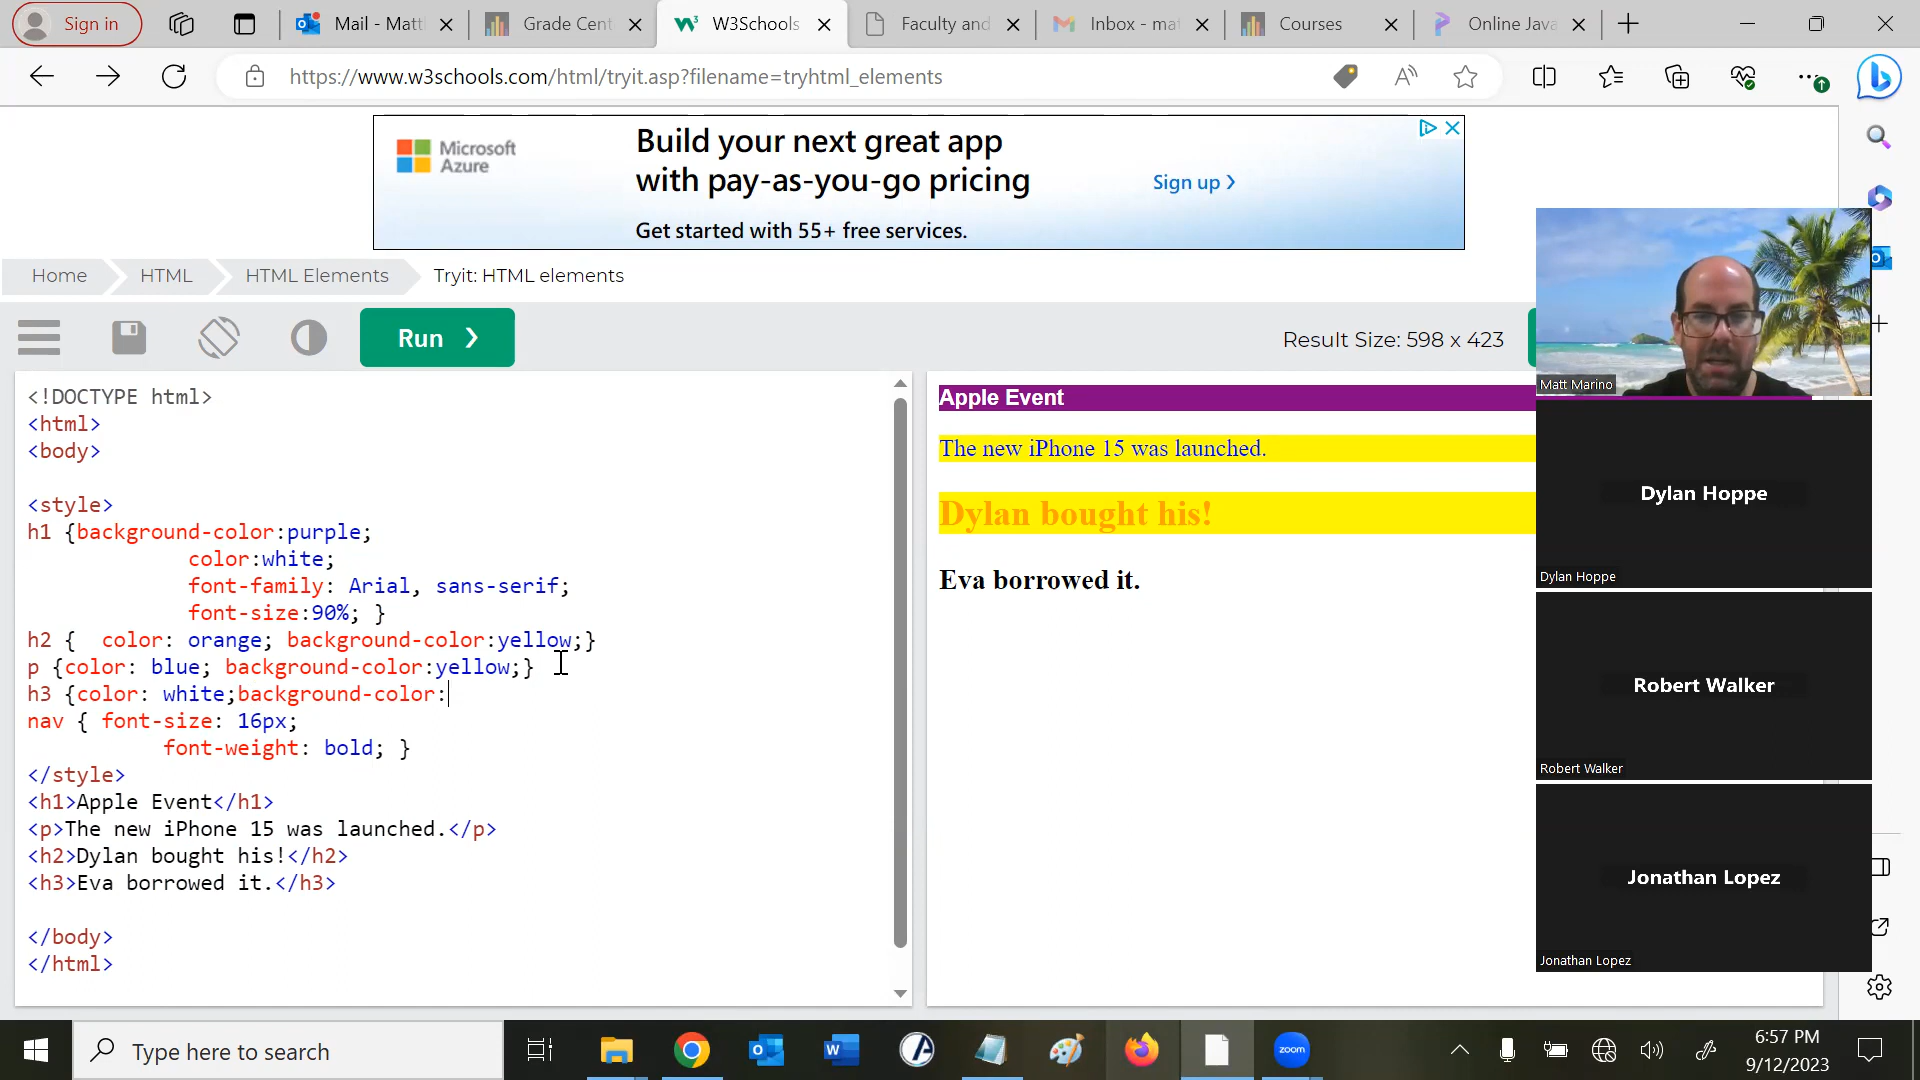 Sign in
Mail - Matt
Grade Cent
W3Schools
Faculty and
Inbox - mat
Courses
Online Java
https://www.w3schools.com/html/tryit.asp?filename=tryhtml_elements
Microsoft
Azure
Build your next great app
with pay-as-you-go pricing
Get started with 55+ free services.
Sign up ❯
Home
HTML
HTML Elements
Tryit: HTML elements
Run ❯
Result Size: 598 x 423
<!DOCTYPE html>
<html>
<body>
<style>
h1 {background-color:purple;
color:white;
font-family: Arial, sans-serif;
font-size:90%; }
h2 {  color: orange; background-color:yellow;}
p {color: blue; background-color:yellow;}
h3 {color: white;background-color:
nav { font-size: 16px;
font-weight: bold; }
</style>
<h1>Apple Event</h1>
<p>The new iPhone 15 was launched.</p>
<h2>Dylan bought his!</h2>
<h3>Eva borrowed it.</h3>
</body>
</html>
Apple Event
The new iPhone 15 was launched.
Dylan bought his!
Eva borrowed it.
Matt Marino
Dylan Hoppe
Dylan Hoppe
Robert Walker
Robert Walker
Jonathan Lopez
Jonathan Lopez
Type here to search
zoom
6:57 PM
9/12/2023